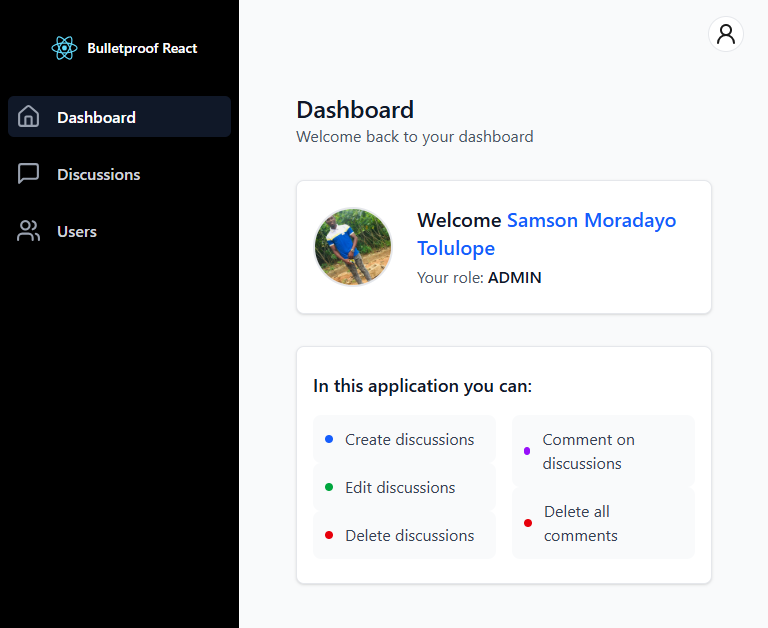 Bulletproof React
Dashboard
Discussions
Users
Dashboard
Welcome back to your dashboard
Welcome Samson Moradayo
Tolulope
Your role: ADMIN
In this application you can:
Create discussions
Edit discussions
Delete discussions
Comment on
discussions
Delete all
comments